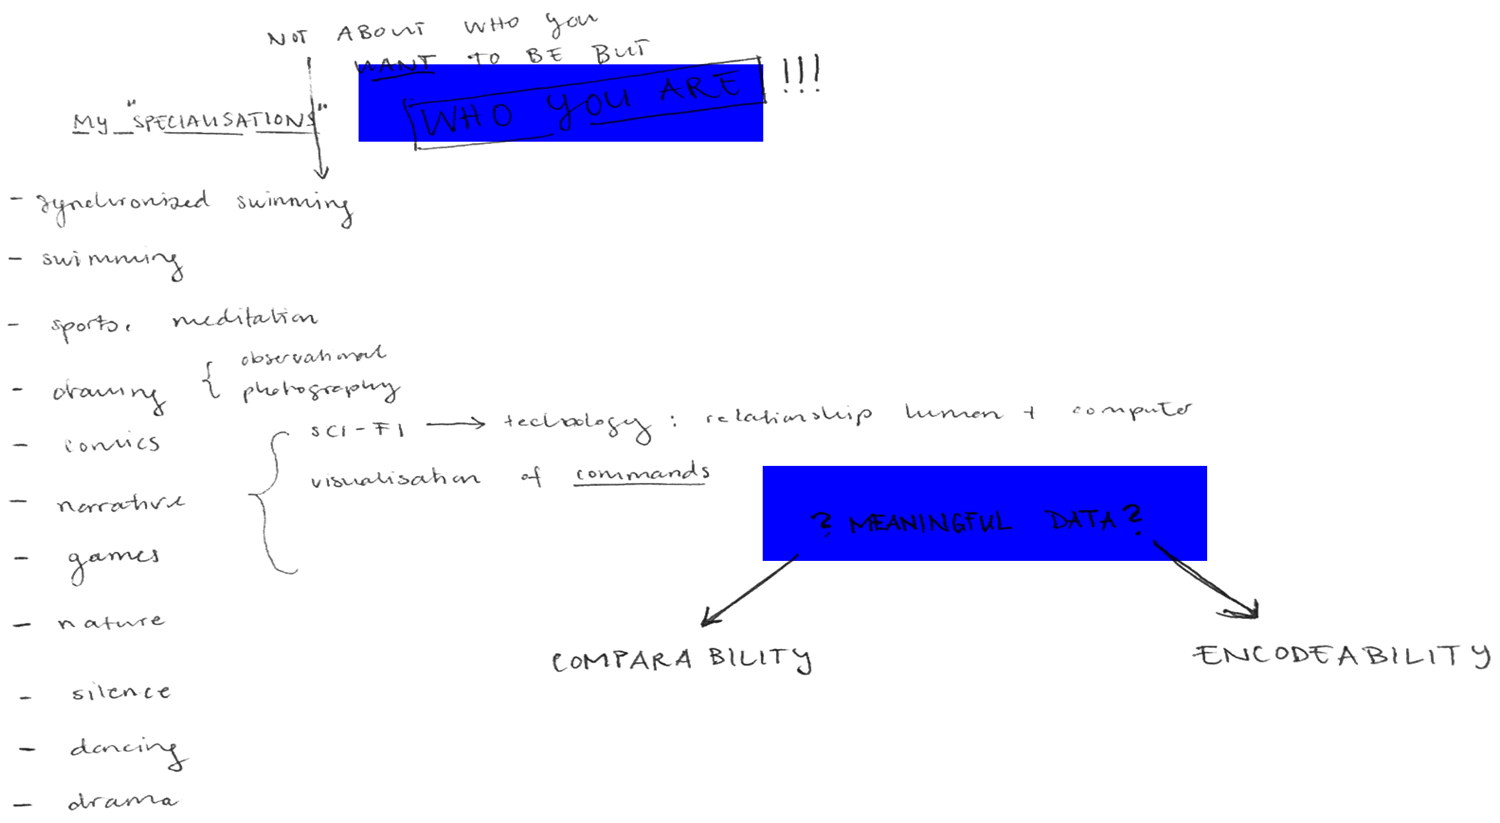 NOT ABOUT WHO you
WANT TO BE BUT
WHO you ARE !!!
My "SPECIALISATIONS"
- synchronized swimming
- swimming
- sports, meditation
- drawing { observational
photography
- comics
- narrative
- games
{ SCI-FI → technology: relationship human + computer
visualisation of commands
? MEANINGFUL DATA?
COMPARABILITY
ENCODEABILITY
- nature
- silence
- dancing
- drama